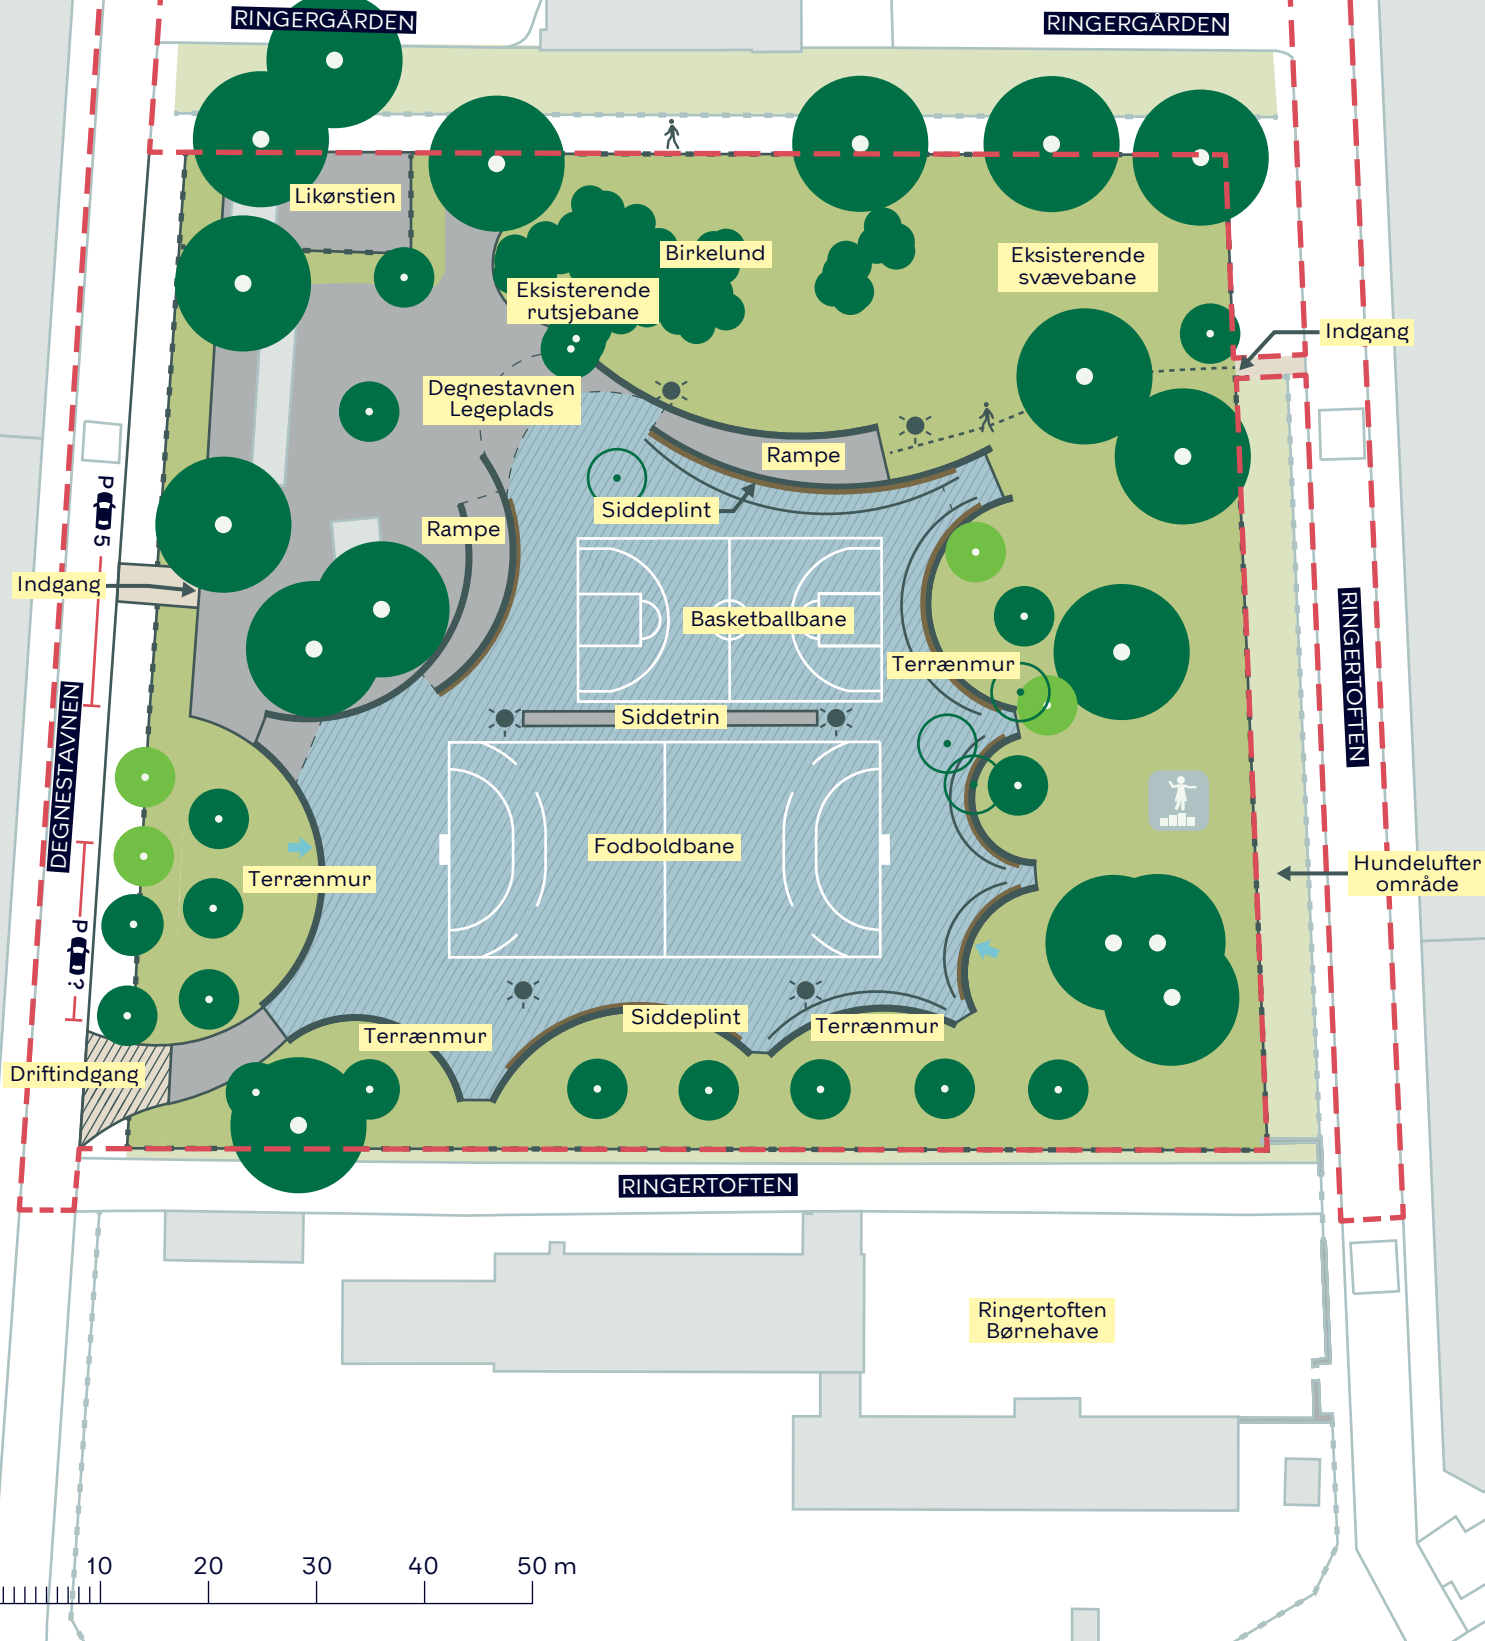 RINGERGÅRDEN
RINGERGÅRDEN
Likørstien
Birkelund
Eksisterende
svævebane
Eksisterende
rutsjebane
Indgang
Degnestavnen
Legeplads
Rampe
Siddeplint
Rampe
P 5
Indgang
Basketballbane
Terrænmur
RINGERTOFTEN
Siddetrin
DEGNESTAVNEN
Fodboldbane
Terrænmur
Hundelufter
område
P ?
Siddeplint
Terrænmur
Terrænmur
Driftindgang
RINGERTOFTEN
Ringertoften
Børnehave
10 20 30 40 50 m